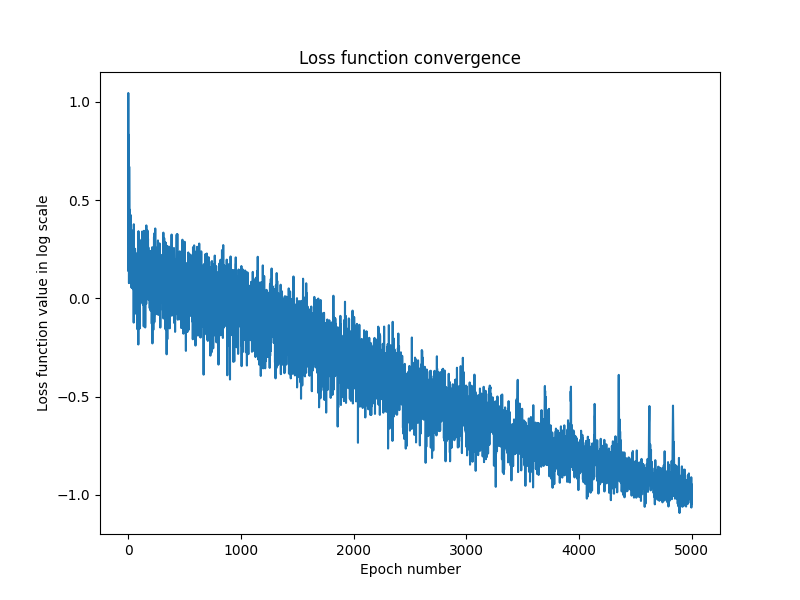 Loss function convergence
1.0
0.5
0.0
−0.5
−1.0
Loss function value in log scale
0 1000 2000 3000 4000 5000
Epoch number